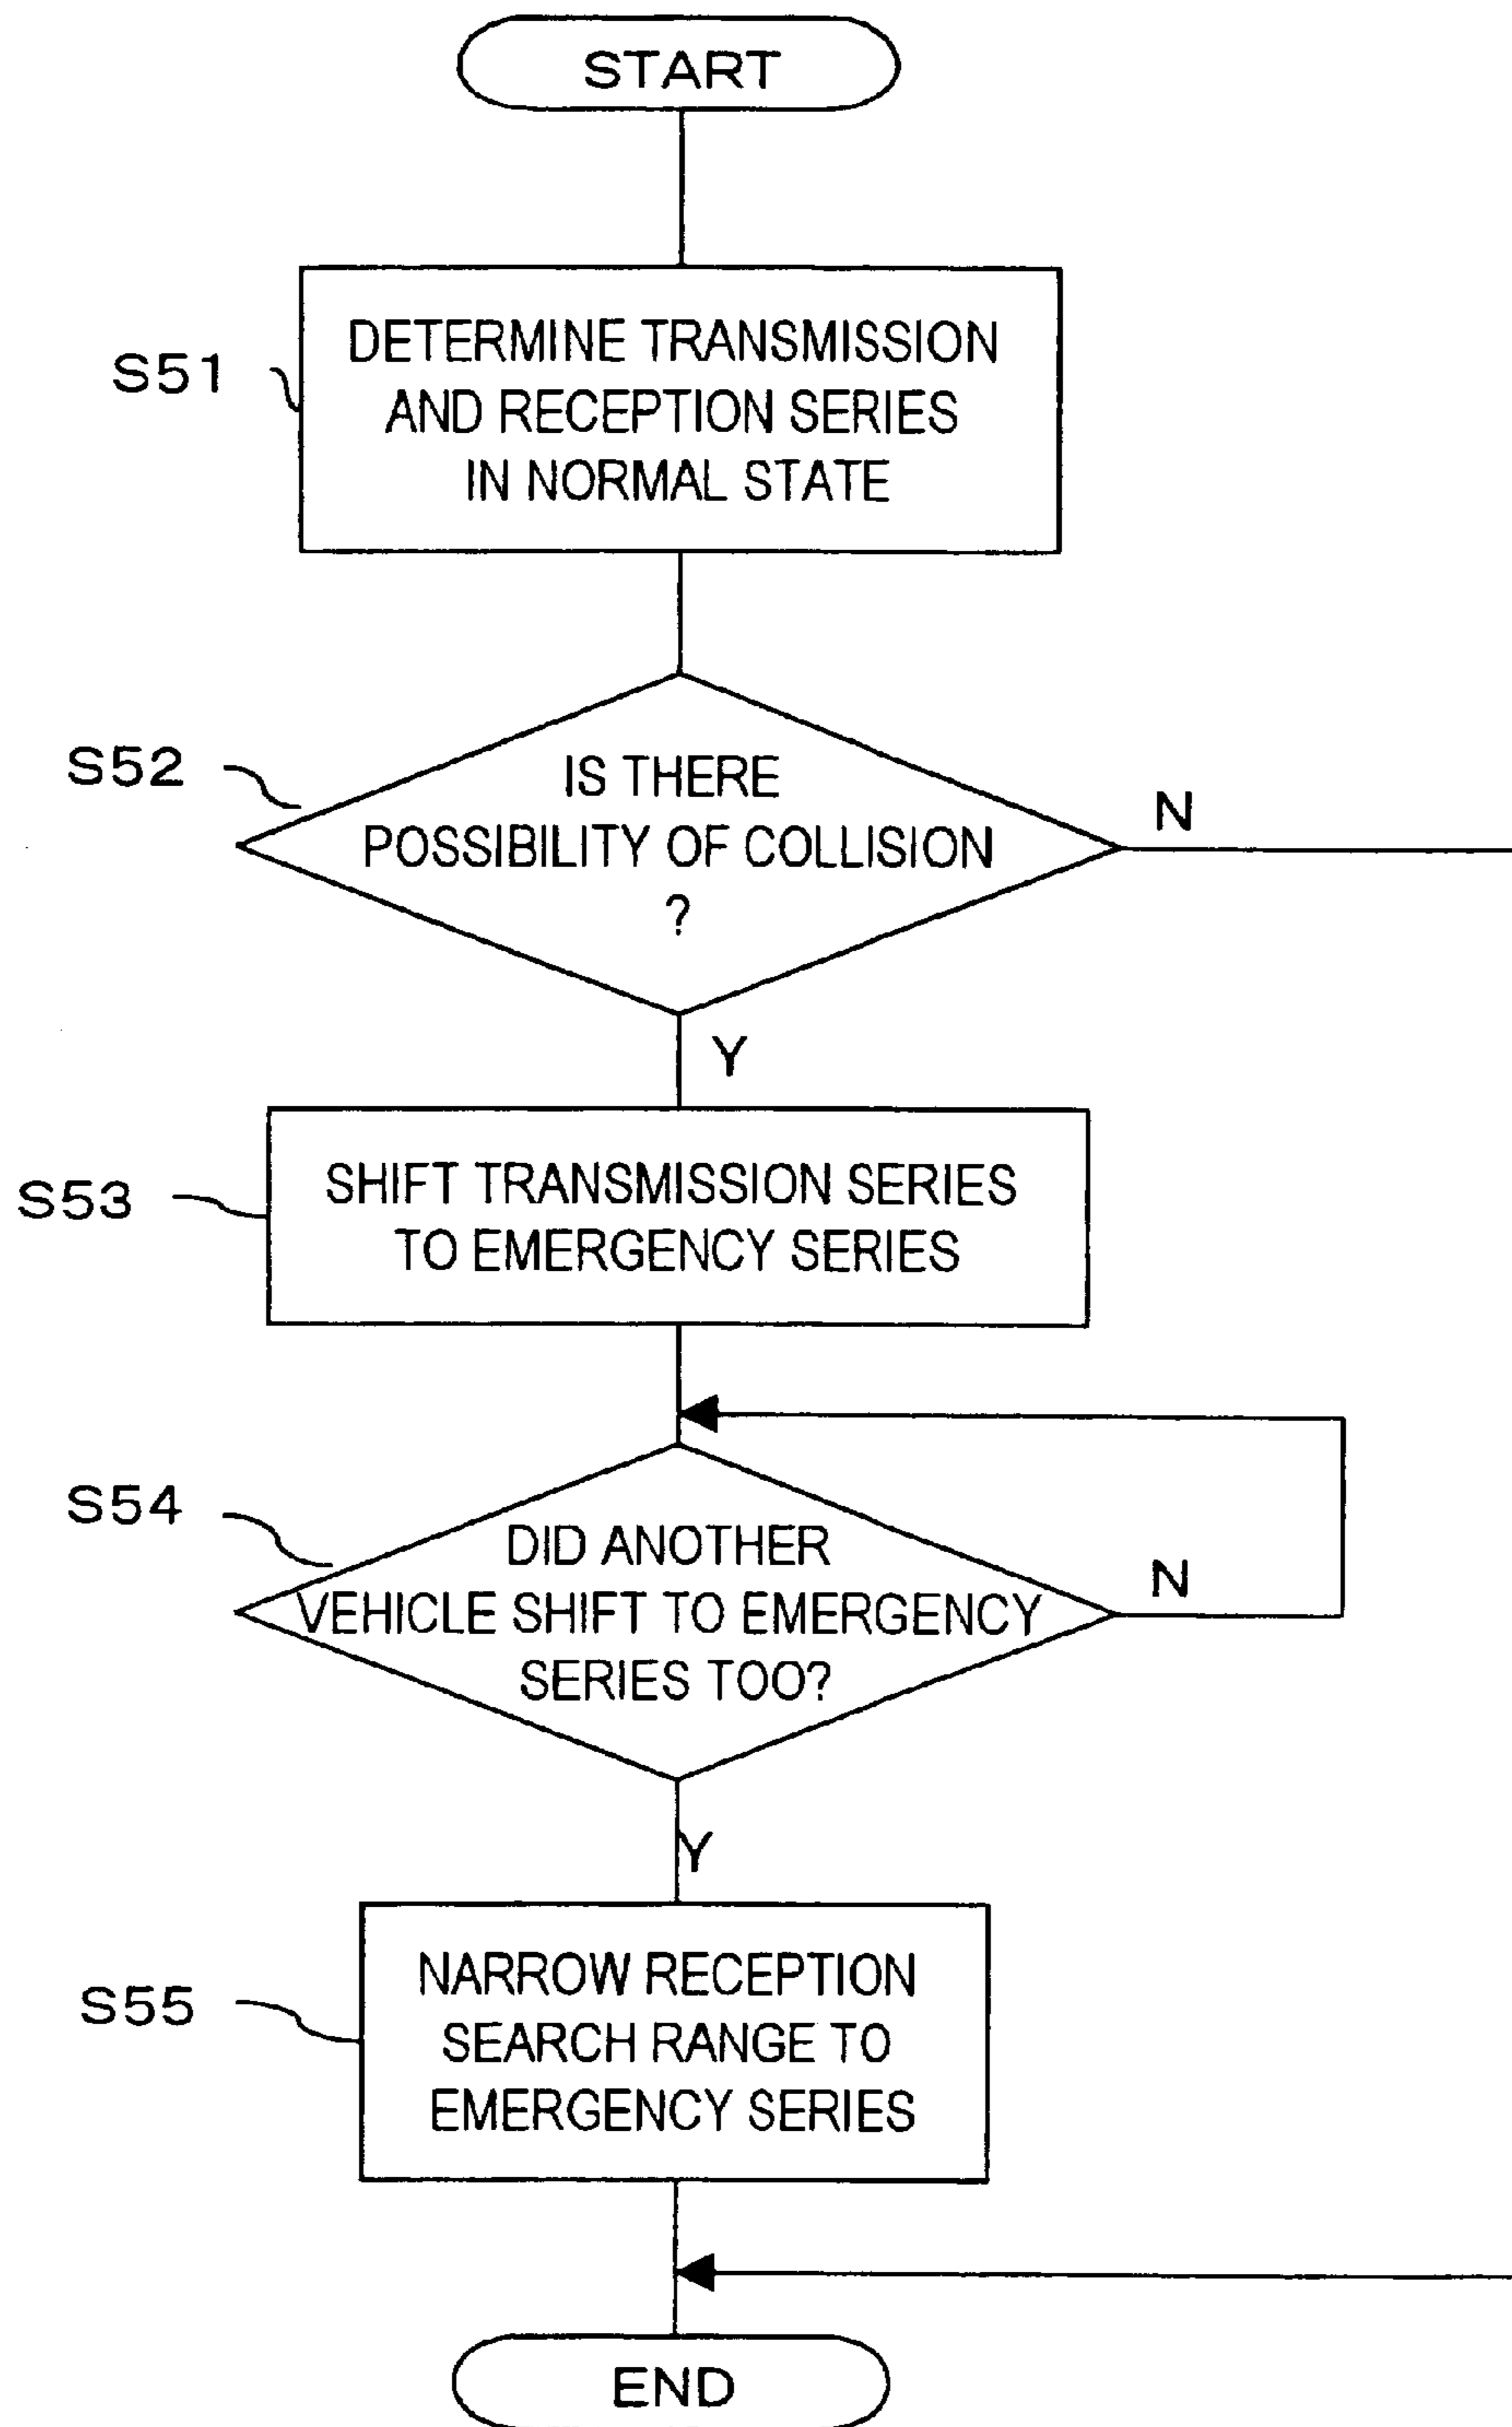 START
S51
DETERMINE TRANSMISSION
AND RECEPTION SERIES
IN NORMAL STATE
S52
IS THERE
POSSIBILITY OF COLLISION
?
N
Y
S53
SHIFT TRANSMISSION SERIES
TO EMERGENCY SERIES
S54
DID ANOTHER
VEHICLE SHIFT TO EMERGENCY
SERIES TOO?
N
Y
S55
NARROW RECEPTION
SEARCH RANGE TO
EMERGENCY SERIES
END